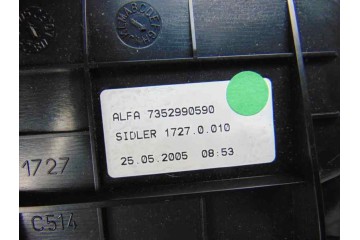 ALFA 7352990590
SIDLER 1727.0.010
25.05.2005 08:53
1727
C514